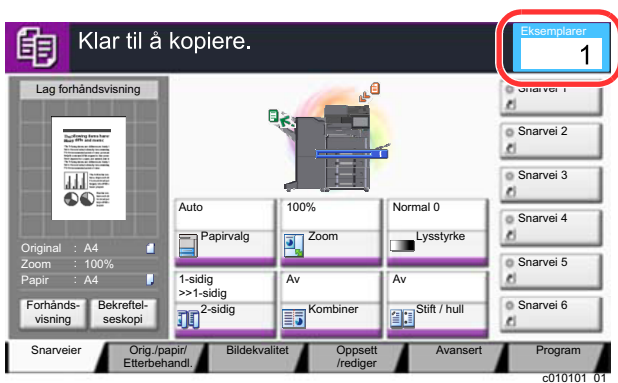 Klar til å kopiere.
Eksemplarer
1
Lag forhåndsvisning
Original : A4
Zoom : 100%
Papir : A4
Forhånds-
visning
Bekreftel-
seskopi
Auto
Papirvalg
100%
Zoom
Normal 0
Lysstyrke
1-sidig
>>1-sidig
2-sidig
Av
Kombiner
Av
Stift / hull
Snarvei 1
Snarvei 2
Snarvei 3
Snarvei 4
Snarvei 5
Snarvei 6
Snarveier
Orig./papir/
Etterbehandl.
Bildekvalitet
Oppsett
/rediger
Avansert
Program
c010101_01